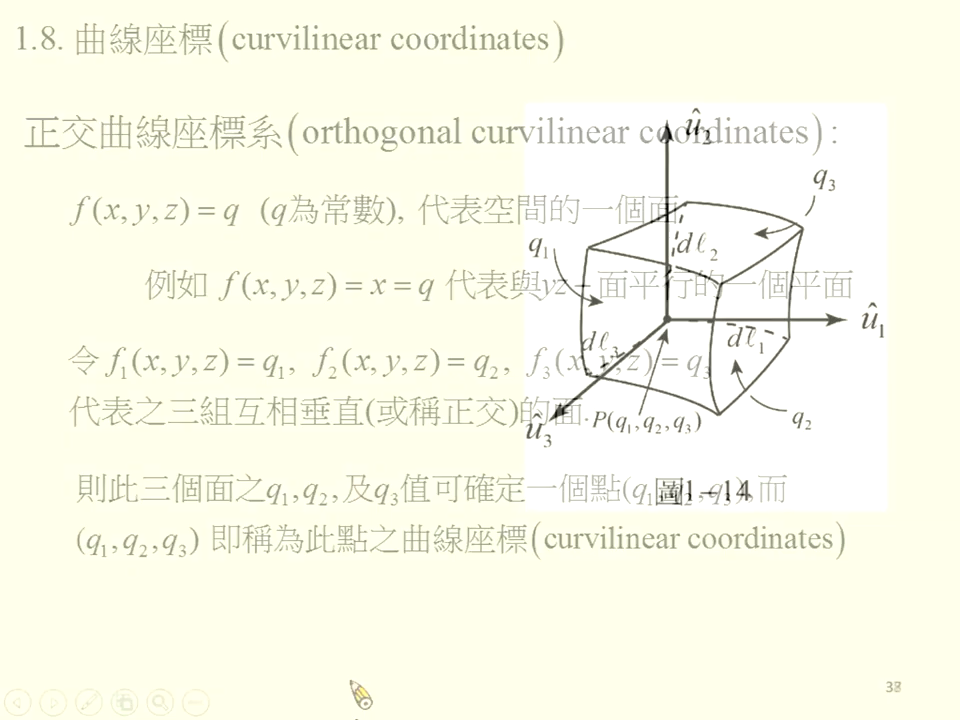 1.8. 曲線座標(curvilinear coordinates)
正交曲線座標系(orthogonal curvilinear coordinates) :
f(x, y, z) = q (q為常數), 代表空間的一個面
例如 f(x, y, z) = x = q 代表與yz－面平行的一個平面
令 f₁(x, y, z) = q₁, f₂(x, y, z) = q₂, f₃(x, y, z) = q₃
代表之三組互相垂直(或稱正交)的面.
則此三個面之q₁, q₂, 及q₃值可確定一個點(q₁, q₂, q₃), 而
(q₁, q₂, q₃) 即稱為此點之曲線座標(curvilinear coordinates)
û₂
q₃
q₁
dℓ₂
û₁
dℓ₁
dℓ₃
û₃
P(q₁, q₂, q₃)
q₂
圖1－14